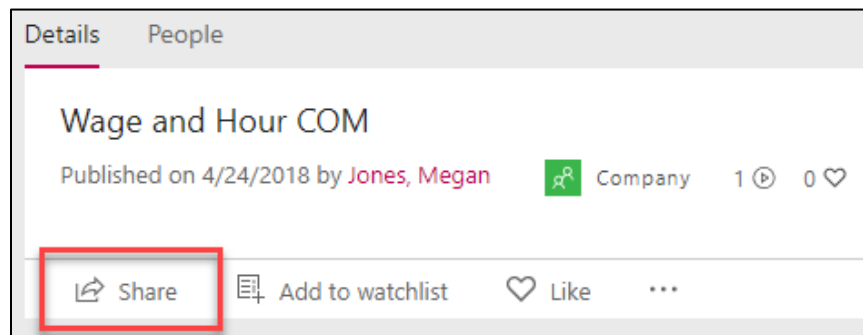 Details People
Wage and Hour COM
Published on 4/24/2018 by Jones, Megan Company 1 0
Share Add to watchlist Like ...